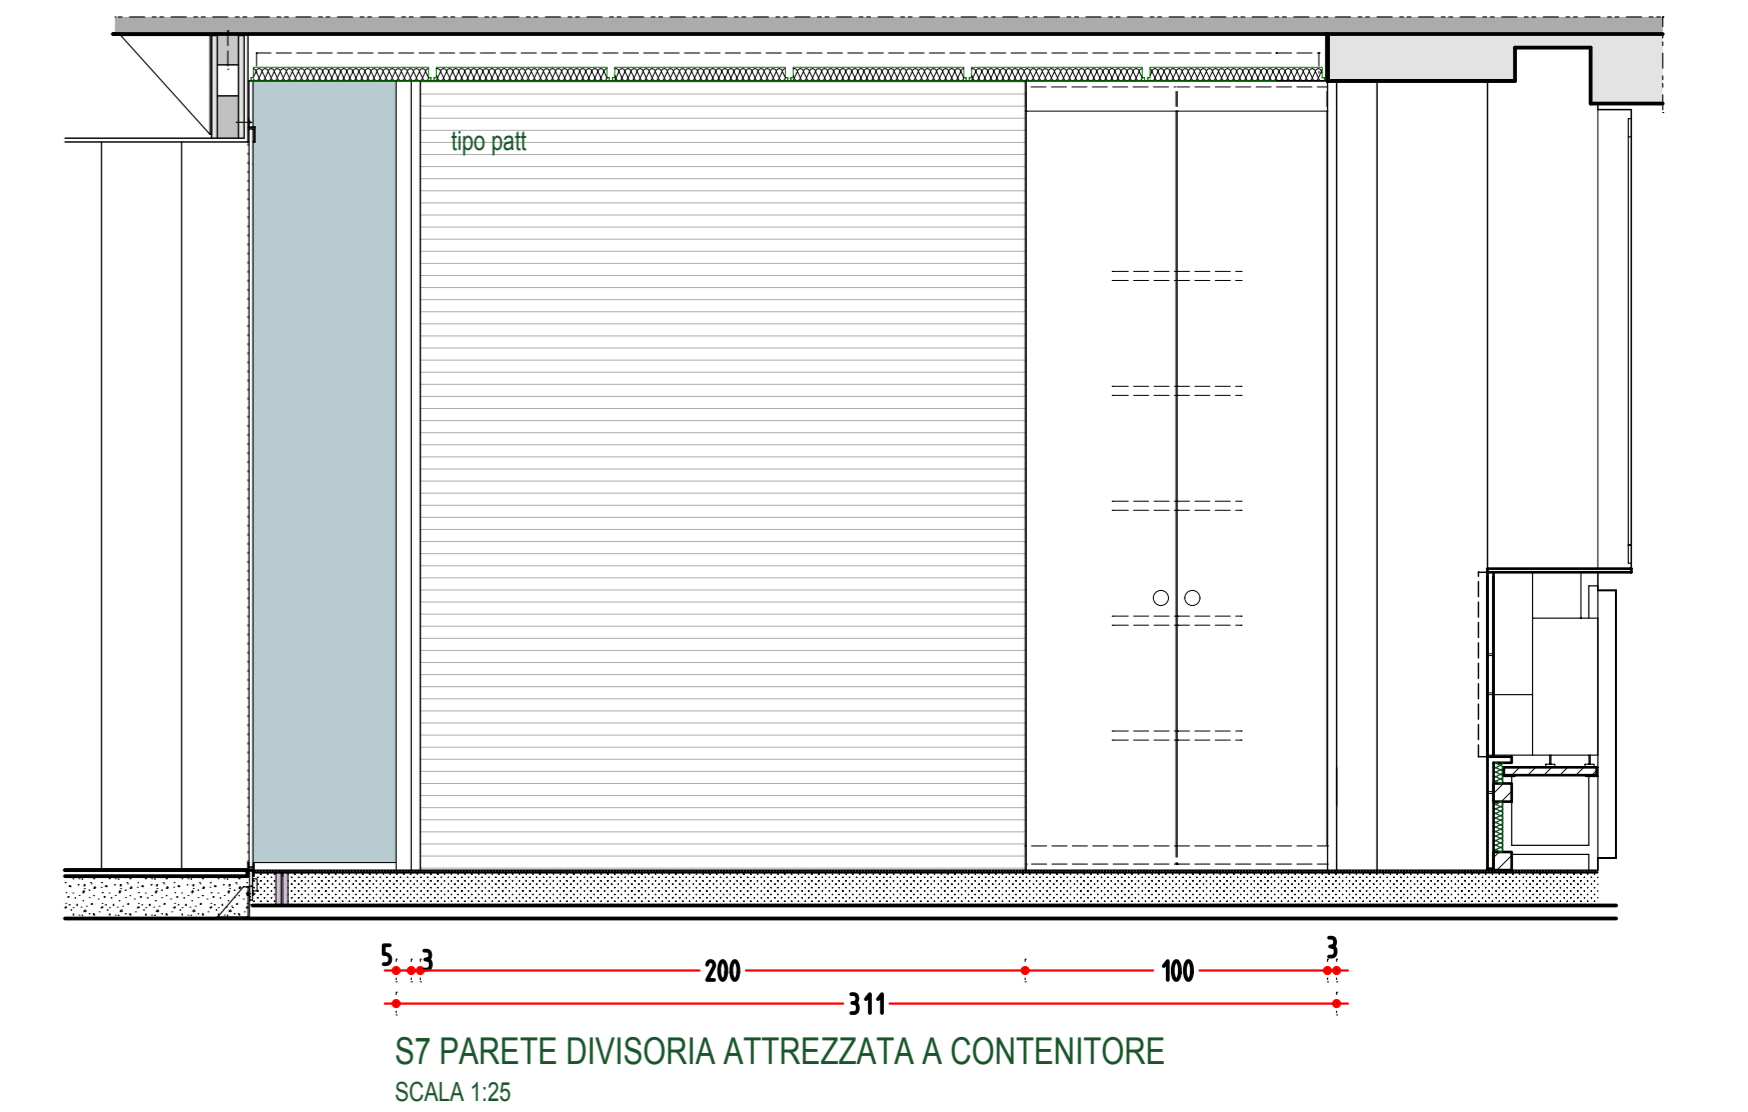 tipo patt
5 3 200 100 3
311
S7 PARETE DIVISORIA ATTREZZATA A CONTENITORE
SCALA 1:25